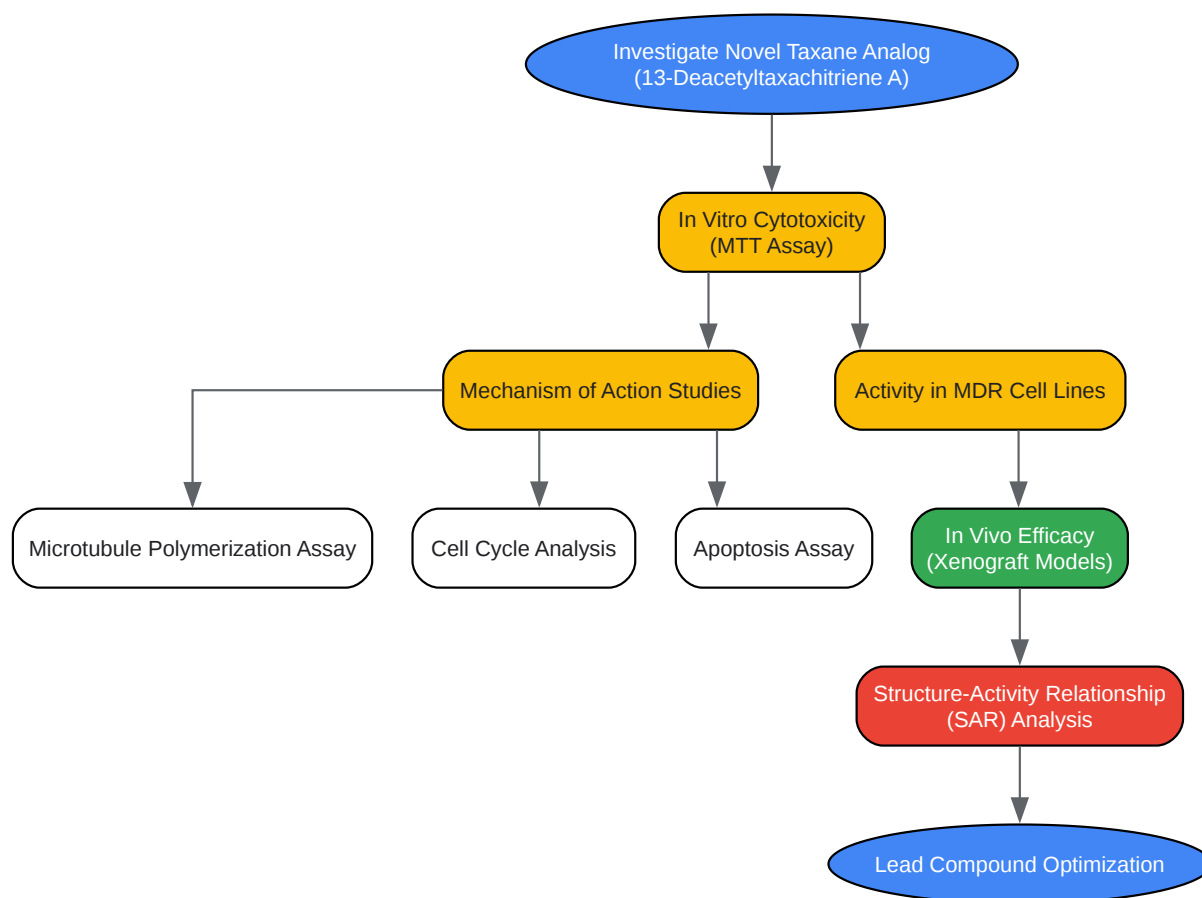 Investigate Novel Taxane Analog
(13-Deacetyltaxachitriene A)
In Vitro Cytotoxicity
(MTT Assay)
Mechanism of Action Studies
Activity in MDR Cell Lines
Microtubule Polymerization Assay
Cell Cycle Analysis
Apoptosis Assay
In Vivo Efficacy
(Xenograft Models)
Structure-Activity Relationship
(SAR) Analysis
Lead Compound Optimization